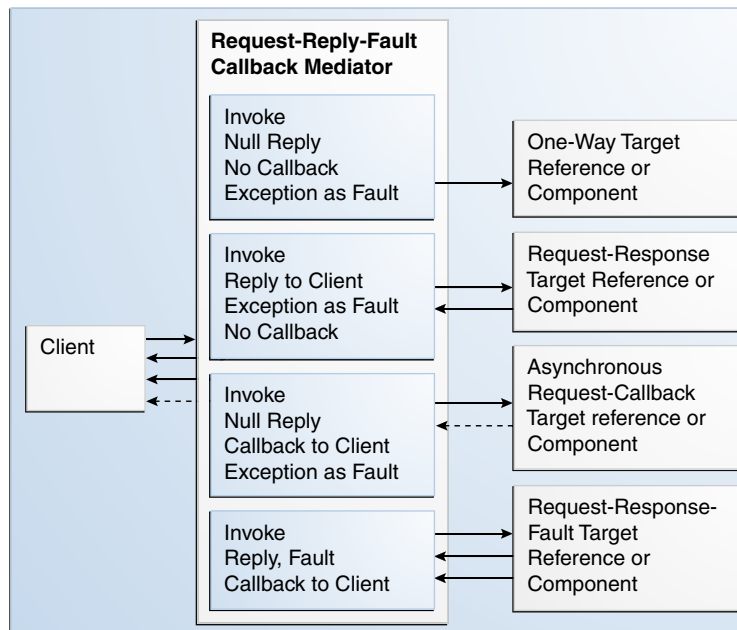 Request-Reply-Fault
Callback Mediator
Invoke
Null Reply
No Callback
Exception as Fault
One-Way Target
Reference or
Component
Invoke
Reply to Client
Exception as Fault
No Callback
Request-Response
Target Reference or
Component
Client
Invoke
Null Reply
Callback to Client
Exception as Fault
Asynchronous
Request-Callback
Target reference or
Component
Invoke
Reply, Fault
Callback to Client
Request-Response-
Fault Target
Reference or
Component